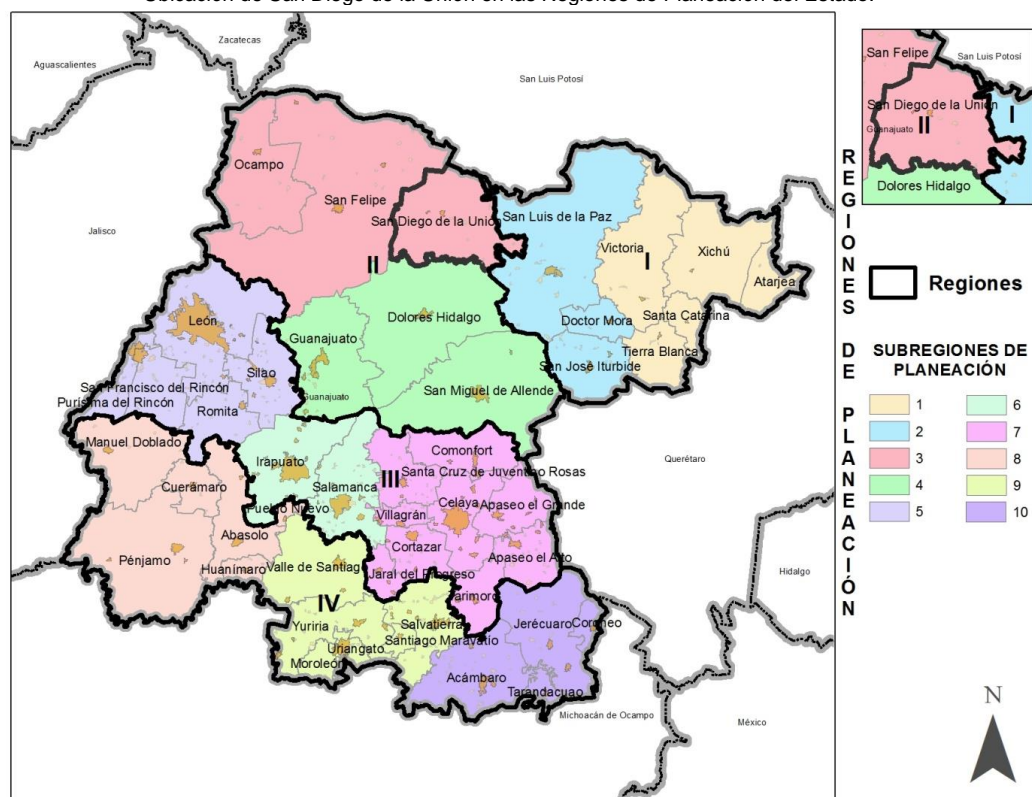 Ubicación de San Diego de la Unión en las Regiones de Planeación del Estado.
Zacatecas
Aguascalientes
San Luis Potosí
Ocampo
San Felipe
San Diego de la Unión
San Luis de la Paz
Jalisco
Victoria
Xichú
I
II
Atarjea
León
Dolores Hidalgo
Doctor Mora
Santa Catarina
Guanajuato
Tierra Blanca
San José Iturbide
Silao
San Francisco del Rincón
San Miguel de Allende
Guanajuato
Purísima del Rincón
Romita
Manuel Doblado
Comonfort
Irapuato
Querétaro
III
Santa Cruz de Juventino Rosas
Cuerámaro
Salamanca
Celaya
Apaseo el Grande
Pueblo Nuevo
Villagrán
Abasolo
Cortazar
Pénjamo
Apaseo el Alto
Huanímaro
Valle de Santiago
Jaral del Progreso
Hidalgo
Tarimoro
IV
Yuriria
Salvatierra
Jerécuaro
Coroneo
Santiago Maravatío
Uriangato
Moroleón
Acámbaro
Tarandacuao
Michoacán de Ocampo
México
San Felipe
San Luis Potosí
San Diego de la Unión
I
Guanajuato
II
Dolores Hidalgo
REGIONES DE PLANEACIÓN
Regiones
SUBREGIONES DE
PLANEACIÓN
1
6
2
7
3
8
4
9
5
10
N